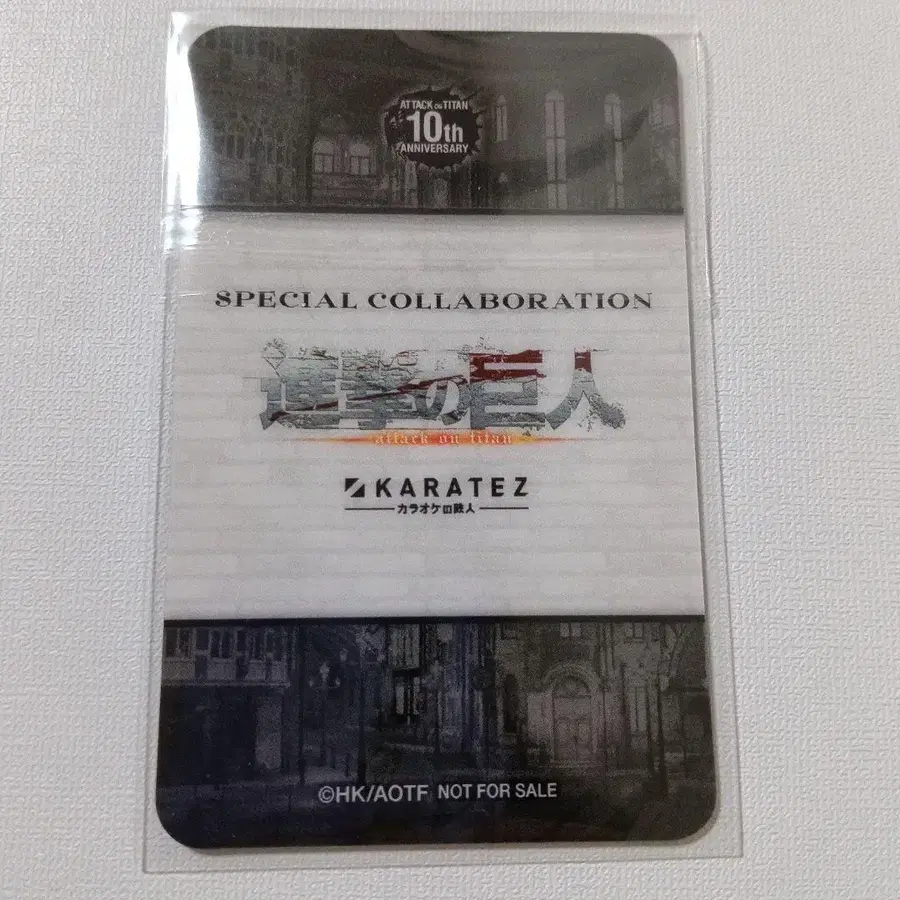 ATTACK ON TITAN
10th
ANNIVERSARY
SPECIAL COLLABORATION
進撃の巨人
attack on titan
KARATEZ
カラオケの鉄人
©HK/AOTF NOT FOR SALE